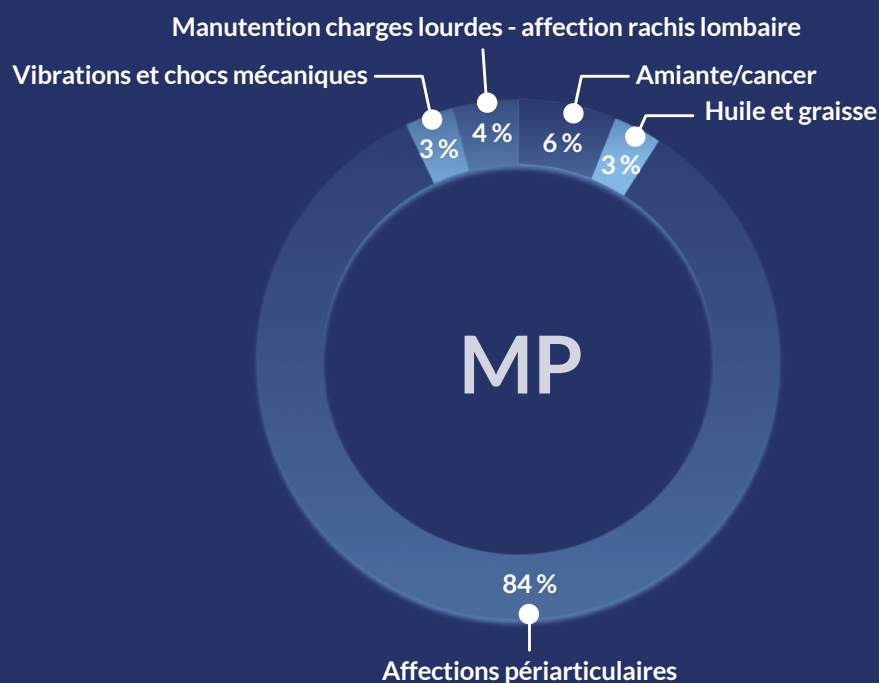 Manutention charges lourdes - affection rachis lombaire
Vibrations et chocs mécaniques
Amiante/cancer
Huile et graisse
3 %
4 %
6 %
3 %
MP
84 %
Affections périarticulaires